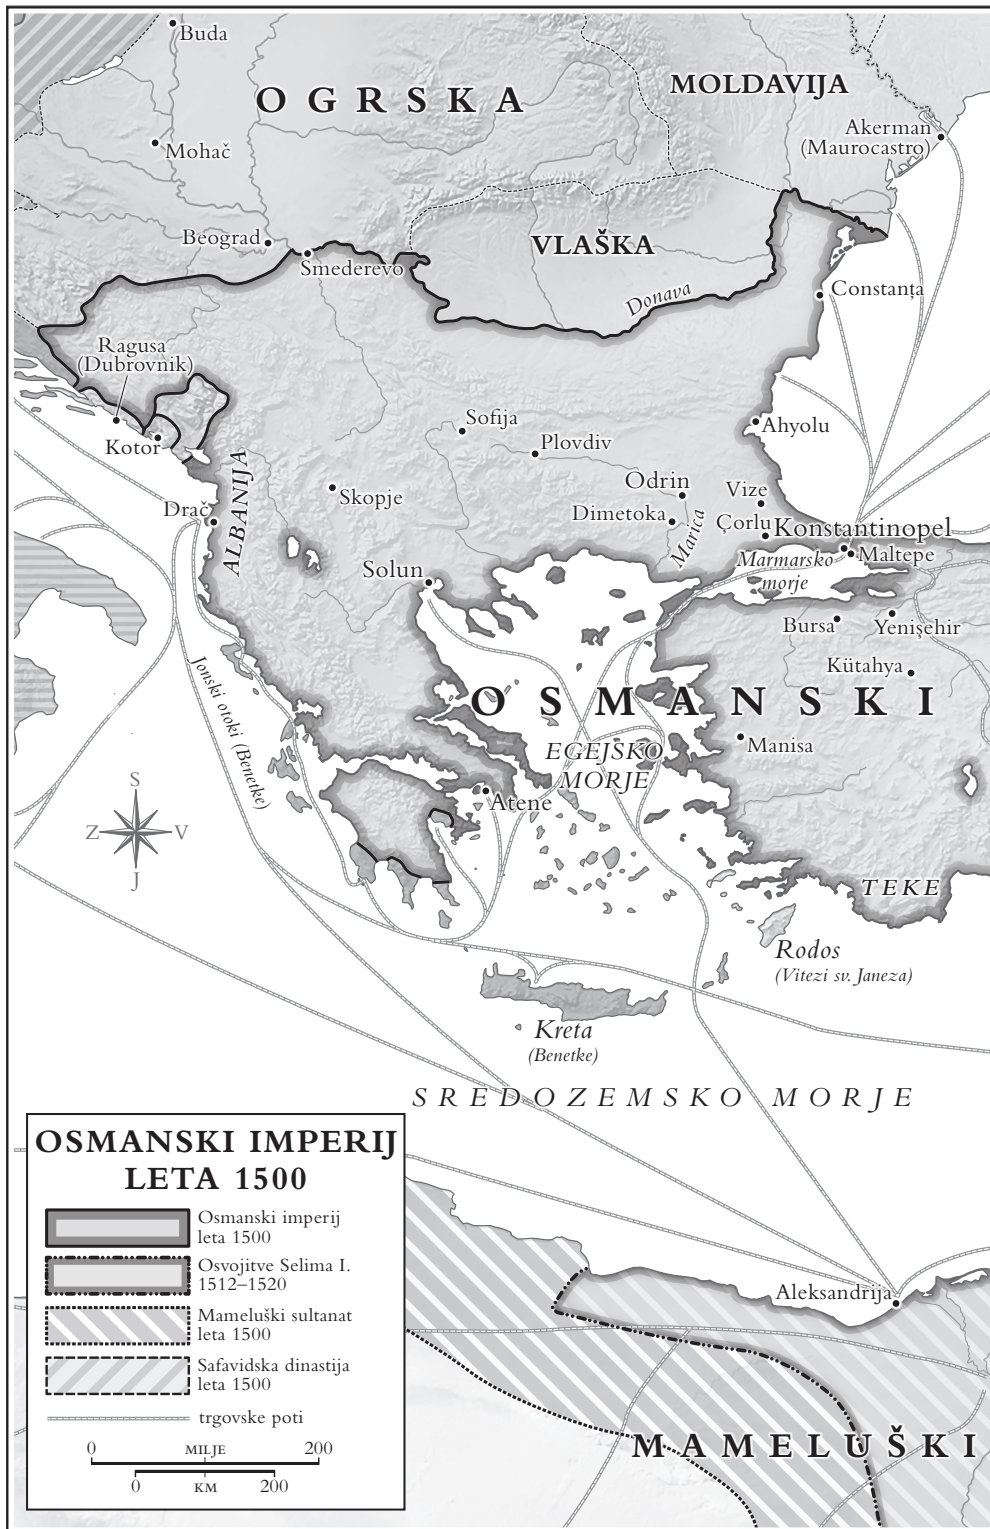 Buda
OGRSKA
MOLDAVIJA
Akerman
(Maurocastro)
Mohač
Beograd
Smederevo
VLAŠKA
Donava
Constanța
Ragusa
(Dubrovnik)
Kotor
Sofija
Plovdiv
Ahyolu
Drač
ALBANIJA
Skopje
Odrin
Dimetoka
Marica
Vize
Çorlu
Konstantinopel
Marmarsko
morje
Maltepe
Solun
Bursa
Yenişehir
Kütahya
OSMANSKI
Jonski otoki (Benetke)
EGEJSKO
MORJE
Manisa
Atene
S
Z
V
J
TEKE
Rodos
(Vitezi sv. Janeza)
Kreta
(Benetke)
SREDOZEMSKO MORJE
OSMANSKI IMPERIJ
LETA 1500
Osmanski imperij
leta 1500
Osvojitve Selima I.
1512–1520
Mameluški sultanat
leta 1500
Safavidska dinastija
leta 1500
trgovske poti
0 MILJE 200
0 KM 200
Aleksandrija
MAMELUŠKI